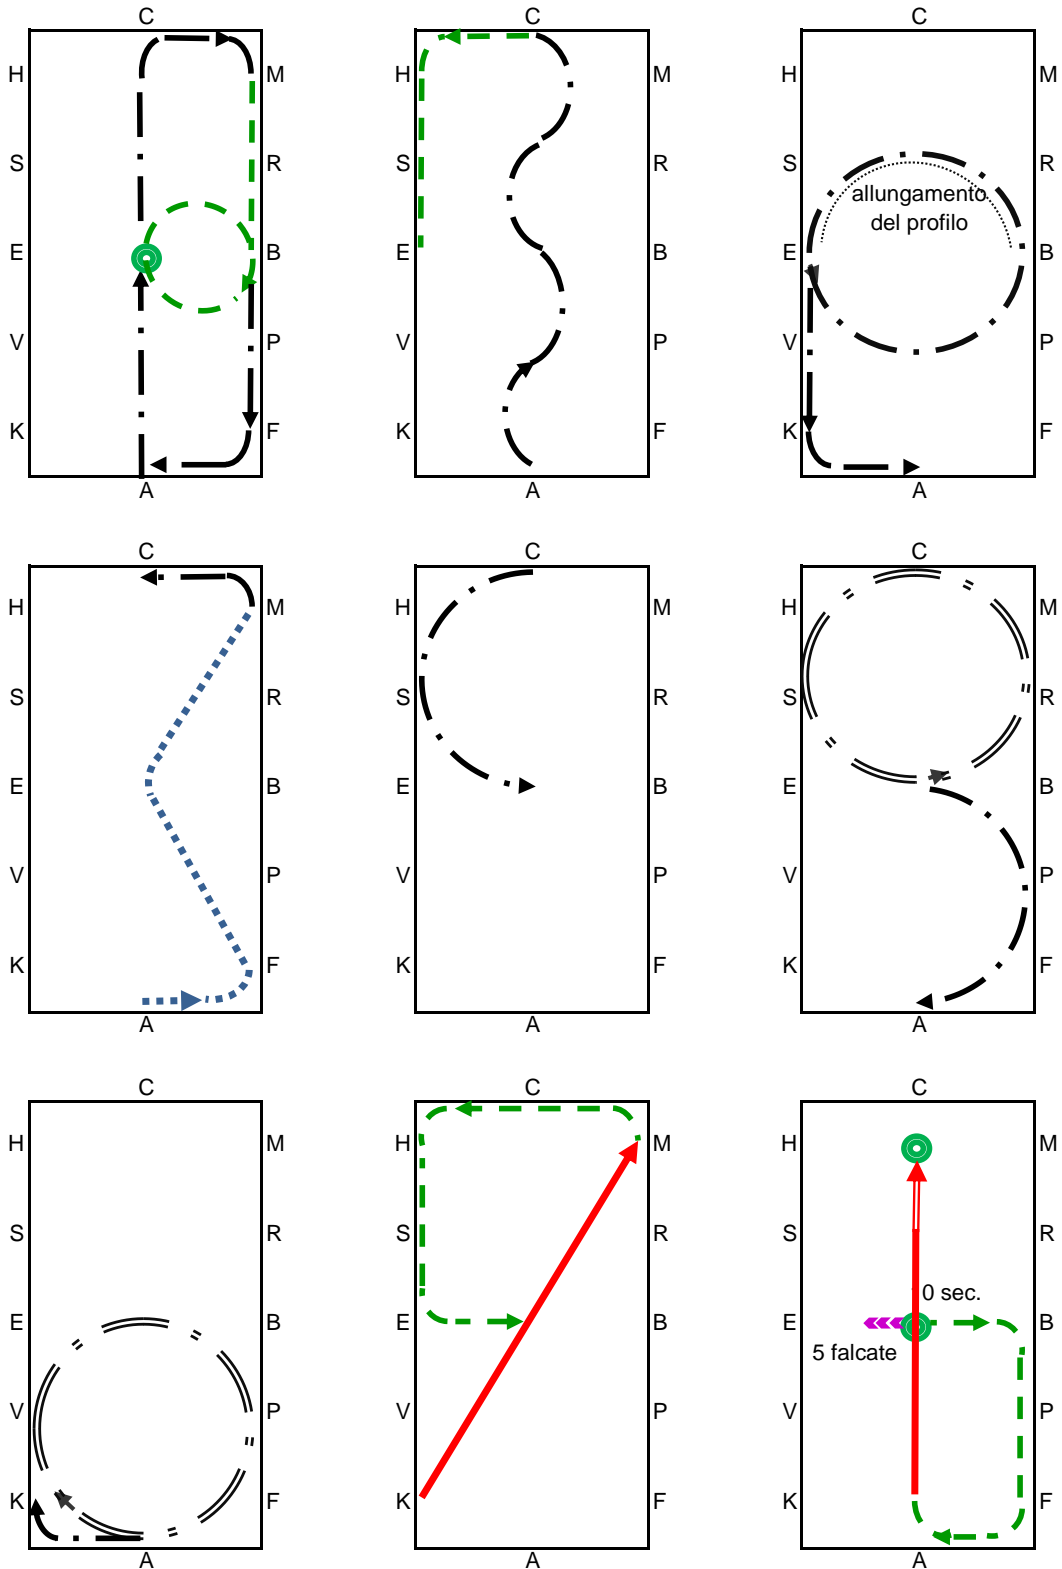 C C C
H M H M H M
S R S R S R
allungamento
del profilo
E B E B E B
V P V P V P
K F K F K F
A A A
C C C
H M H M H M
S R S R S R
E B E B E B
V P V P V P
K F K F K F
A A A
C C C
H M H M H M
S R S R S R
0 sec.
E B E B E B
5 falcate
V P V P V P
K F K F K F
A A A